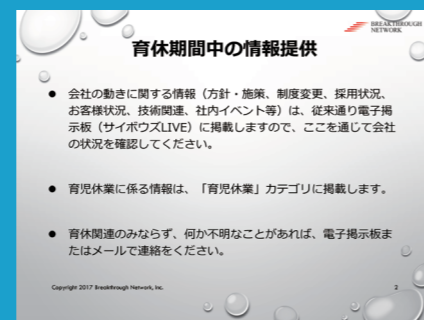 BREAKTHROUGH
NETWORK
育休期間中の情報提供
● 会社の動きに関する情報（方針・施策、制度変更、採用状況、
お客様状況、技術関連、社内イベント等）は、従来通り電子掲
示板（サイボウズLIVE）に掲載しますので、ここを通じて会社
の状況を確認してください。
● 育児休業に係る情報は、「育児休業」カテゴリに掲載します。
● 育休関連のみならず、何か不明なことがあれば、電子掲示板ま
たはメールで連絡をください。
Copyright 2017 Breakthrough Network, Inc.
2